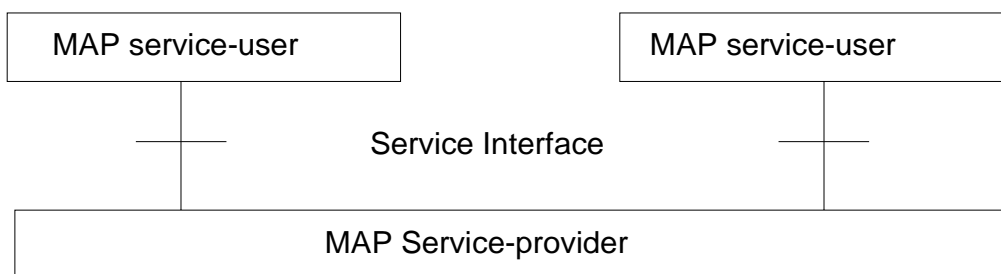 MAP service-user
MAP service-user
Service Interface
MAP Service-provider